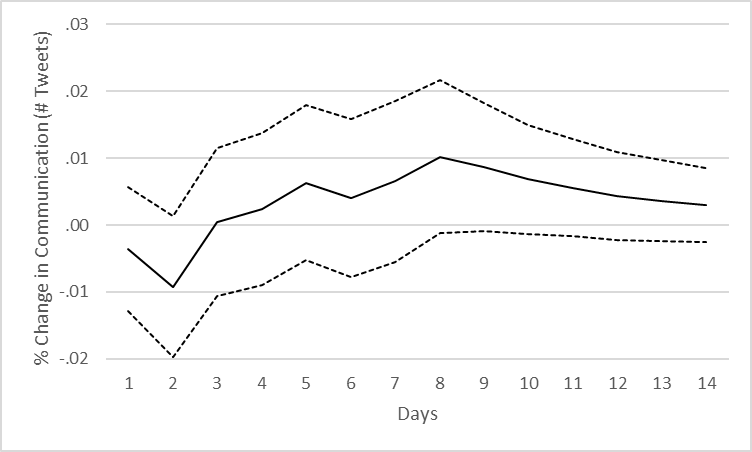 % Change in Communication (# Tweets)
.03
.02
.01
.00
-.01
-.02
1 2 3 4 5 6 7 8 9 10 11 12 13 14
Days